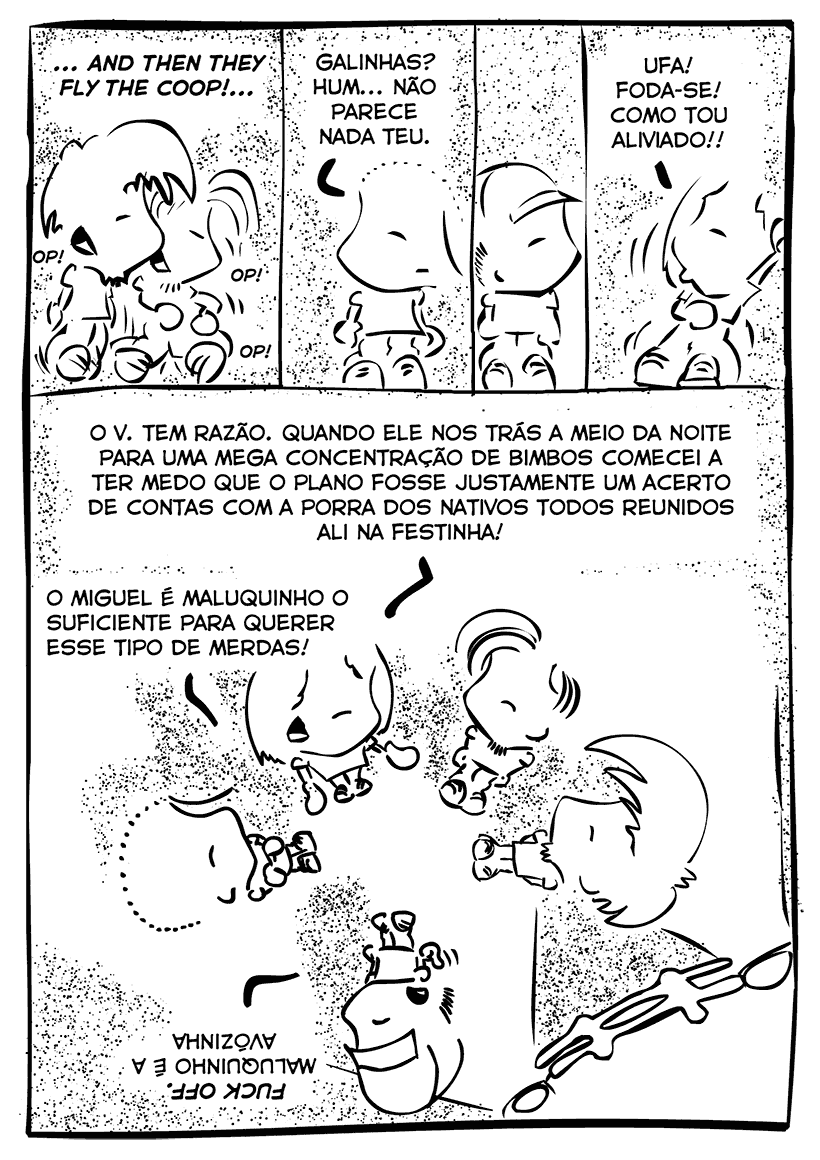 ... AND THEN THEY
FLY THE COOP!...
OP!
OP!
OP!
GALINHAS?
HUM... NÃO
PARECE
NADA TEU.
UFA!
FODA-SE!
COMO TOU
ALIVIADO!!
O V. TEM RAZÃO. QUANDO ELE NOS TRÁS A MEIO DA NOITE
PARA UMA MEGA CONCENTRAÇÃO DE BIMBOS COMECEI A
TER MEDO QUE O PLANO FOSSE JUSTAMENTE UM ACERTO
DE CONTAS COM A PORRA DOS NATIVOS TODOS REUNIDOS
ALI NA FESTINHA!
O MIGUEL É MALUQUINHO O
SUFICIENTE PARA QUERER
ESSE TIPO DE MERDAS!
FUCK OFF.
MALUQUINHO É A
AVÓZINHA